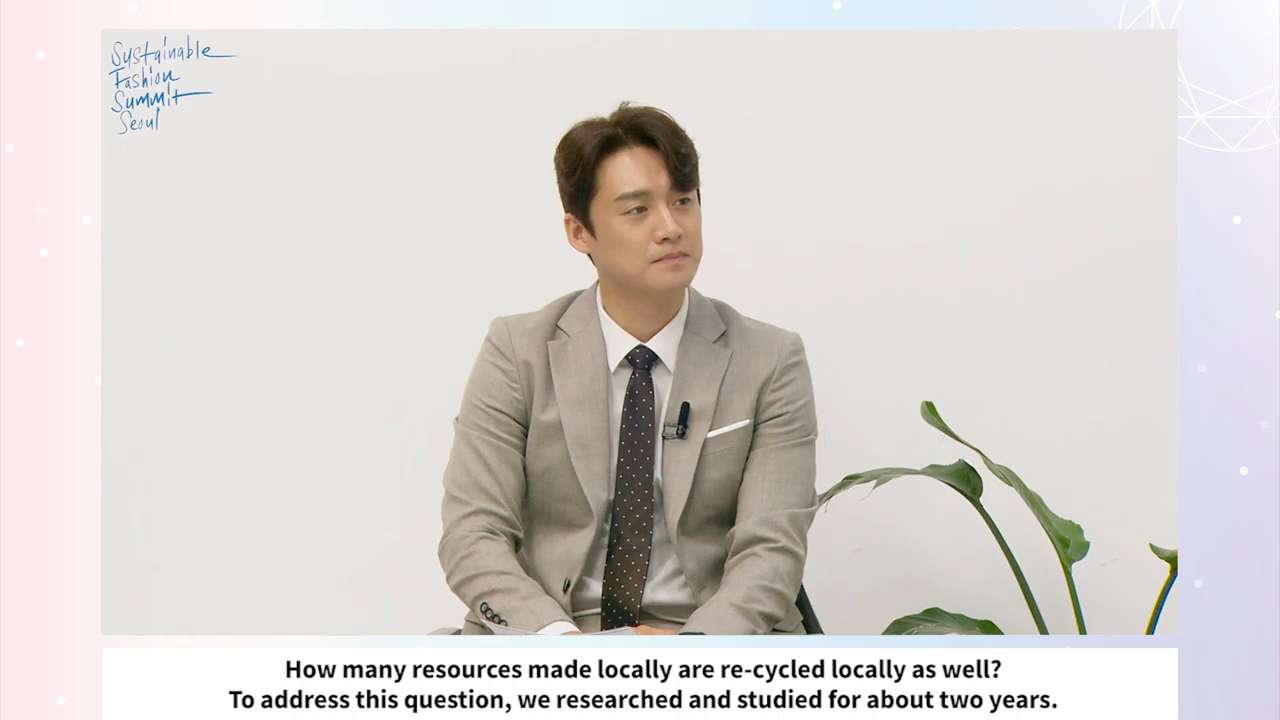 Sustainable
Fashion
Summit
Seoul
How many resources made locally are re-cycled locally as well?
To address this question, we researched and studied for about two years.